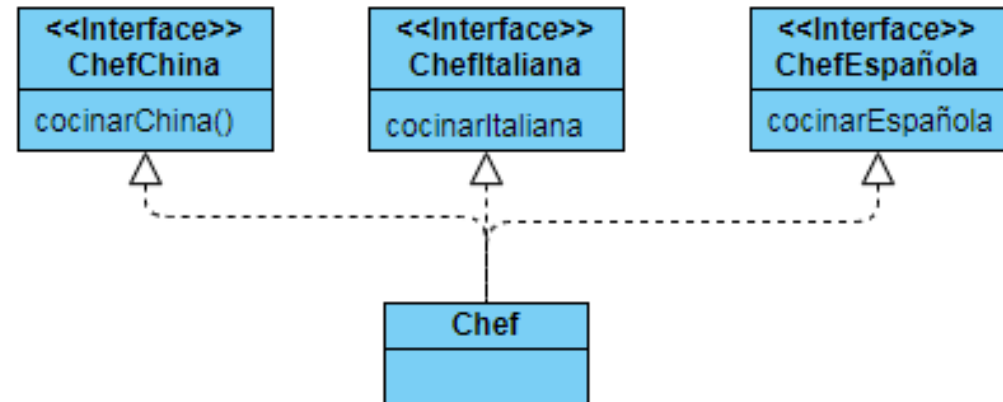 <<Interface>>
ChefChina
cocinarChina()
<<Interface>>
ChefItaliana
cocinarItaliana
<<Interface>>
ChefEspañola
cocinarEspañola
Chef